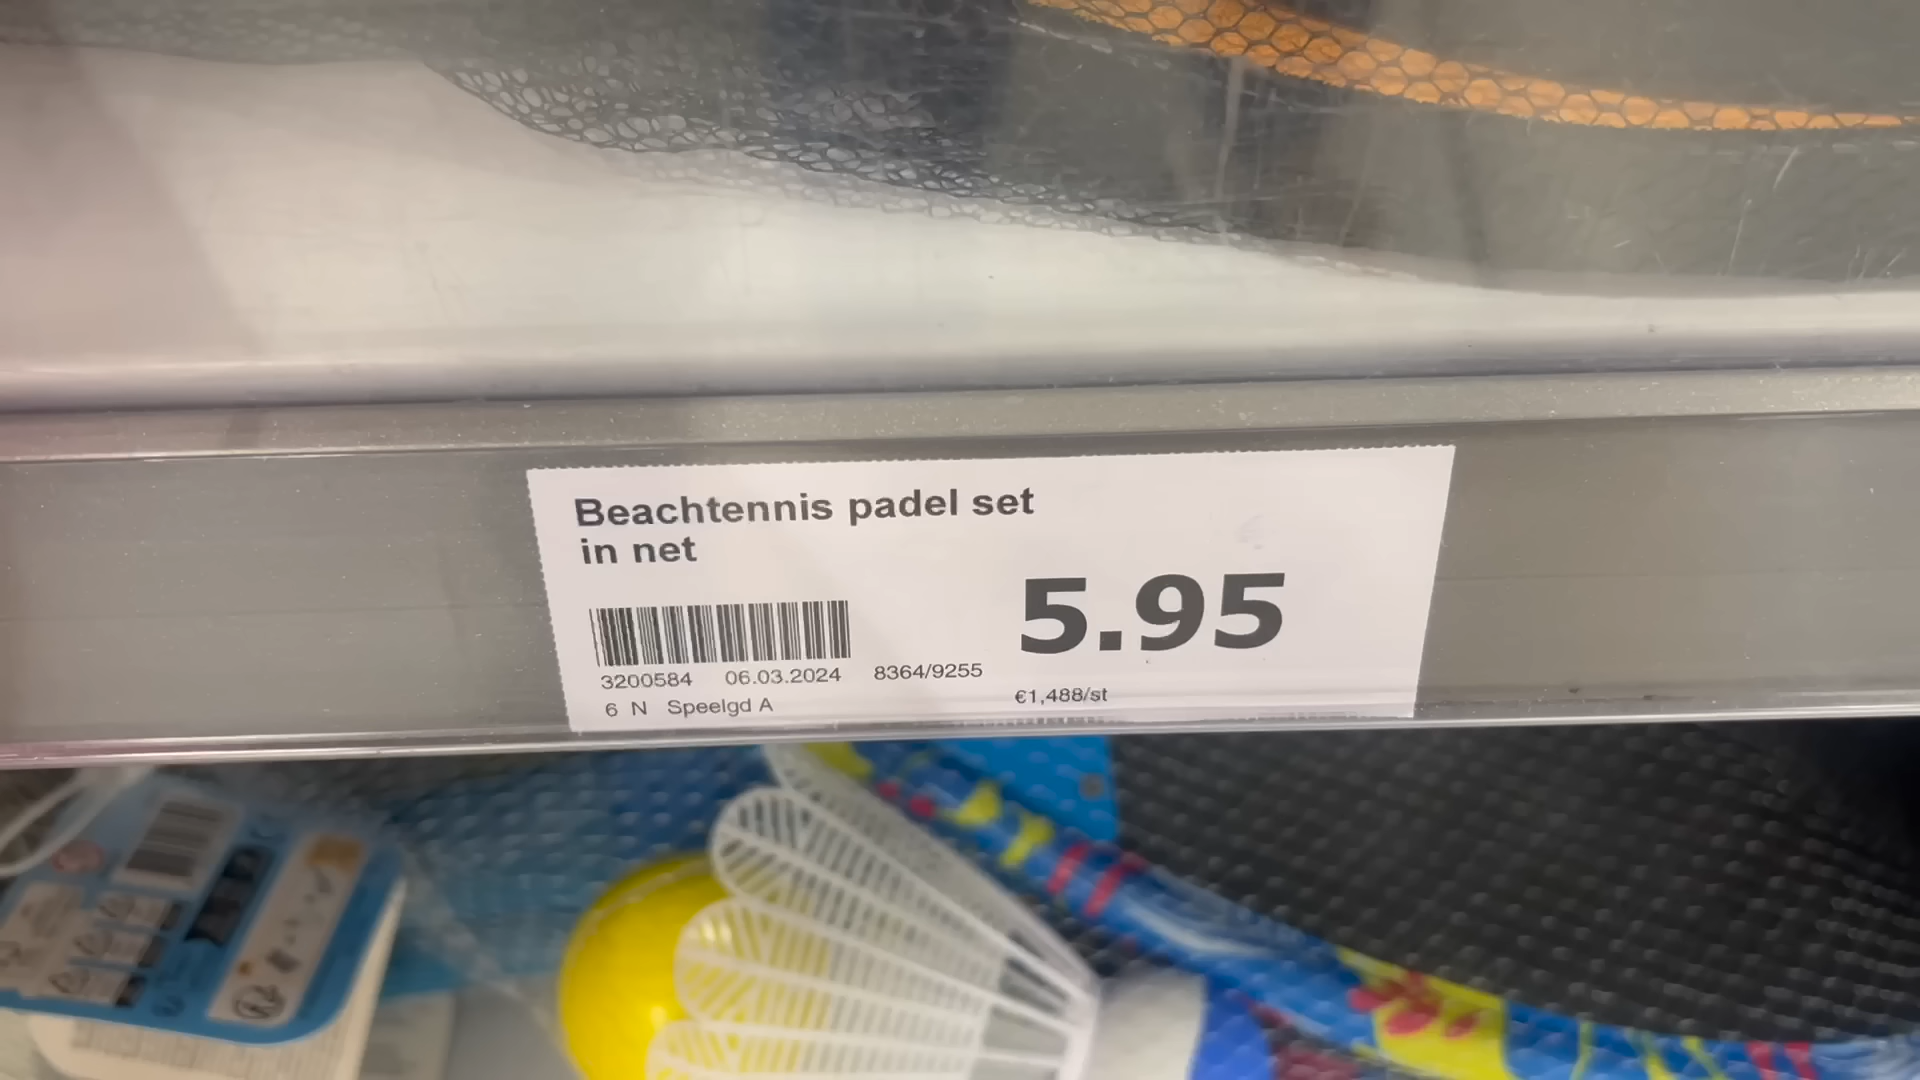 Beachtennis padel set
in net
5.95
3200584 06.03.2024 8364/9255
6 N Speelgd A
€1,488/st